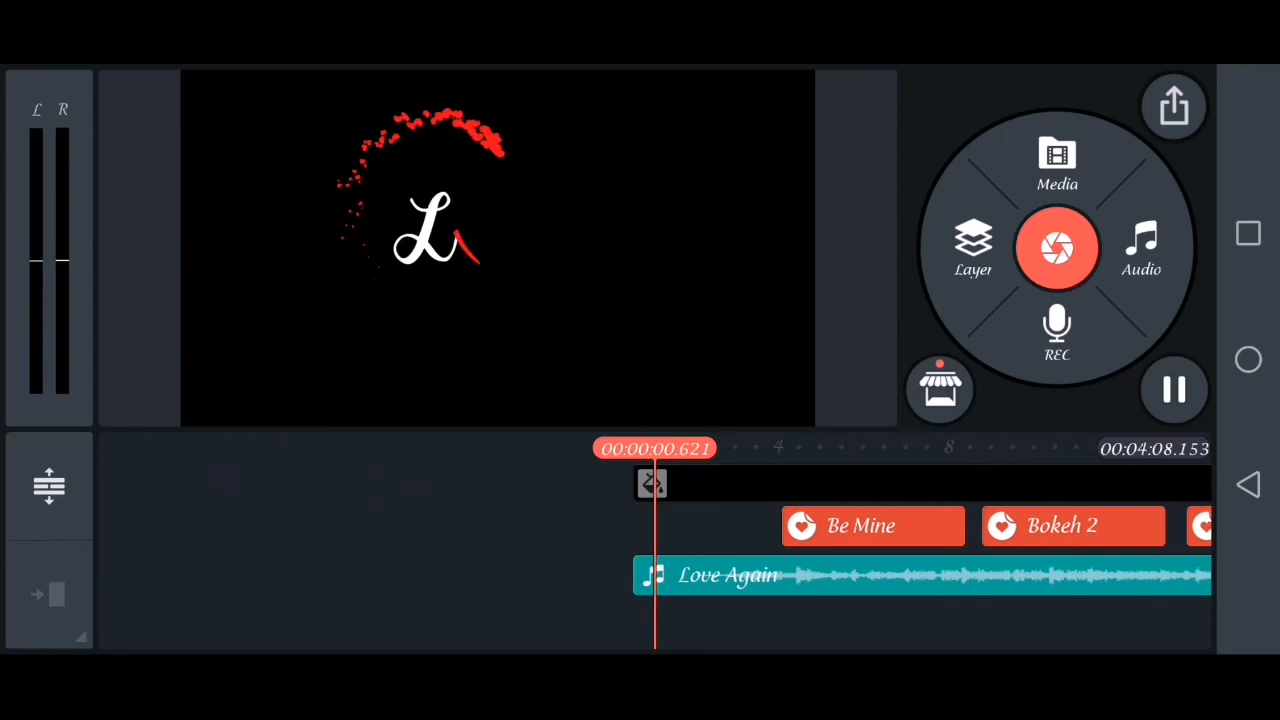 L R
L
Media
Layer
Audio
REC
00:00:00.621
4
8
00:04:08.153
Be Mine
Bokeh 2
Love Again